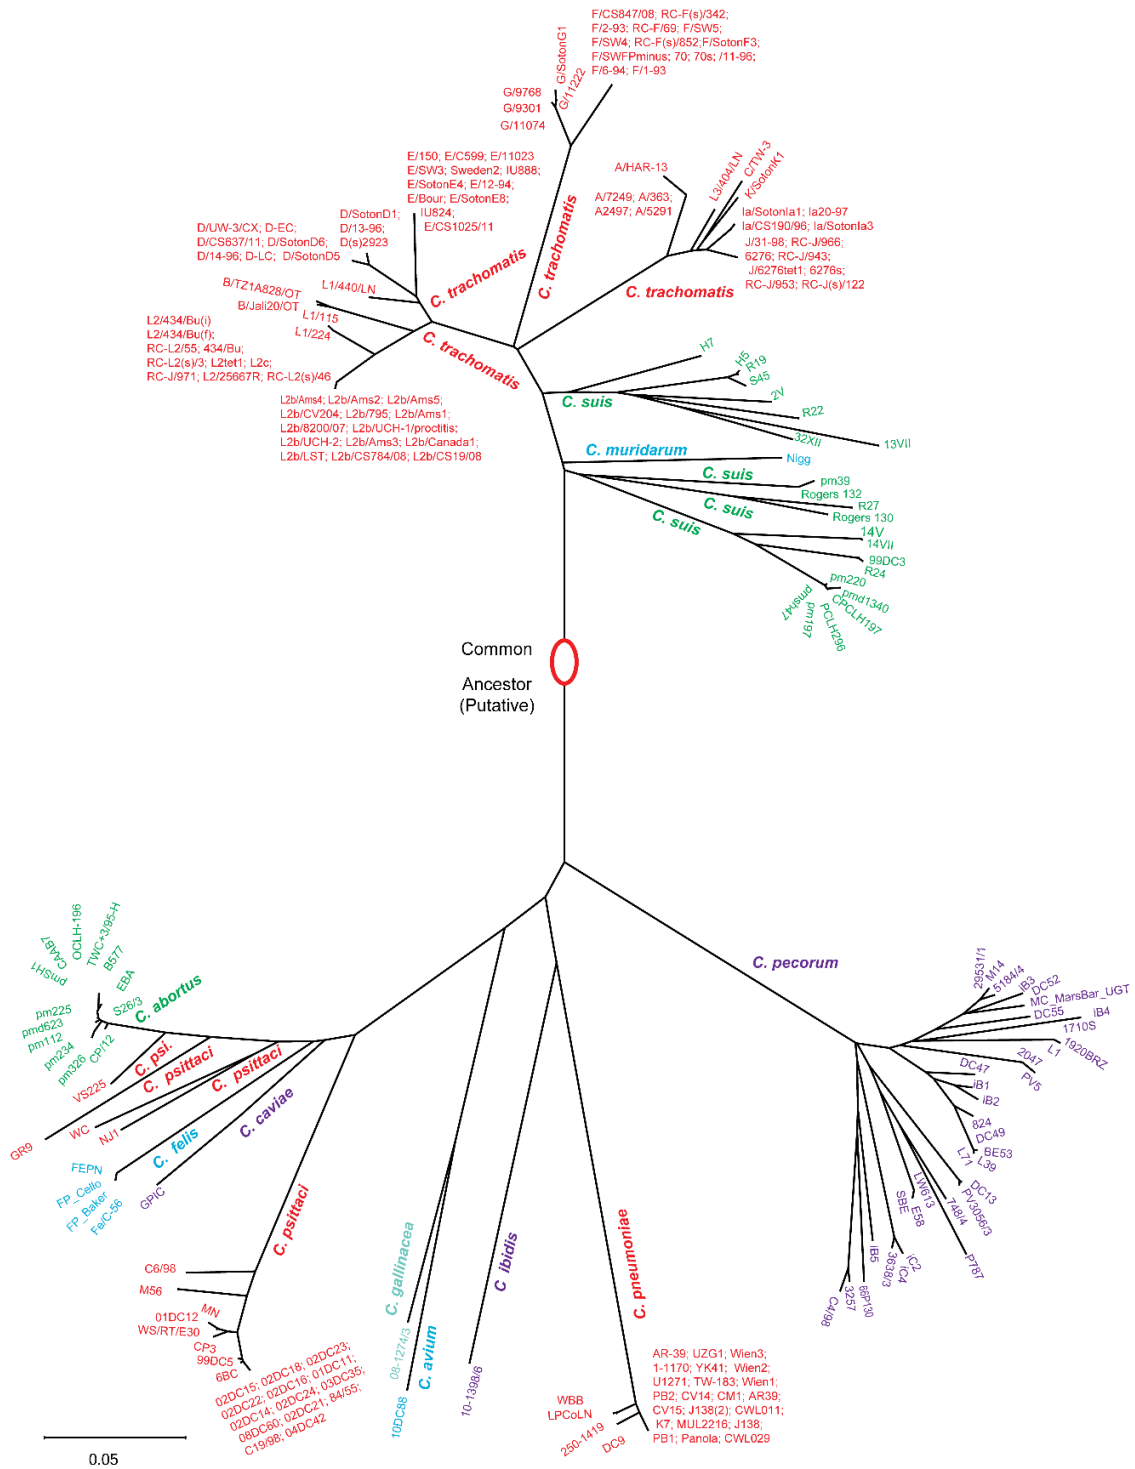 F/CS847/08; RC-F(s)/342;
F/2-93; RC-F/69; F/SW5;
F/SW4; RC-F(s)/852;F/SotonF3;
F/SWFPminus; 70; 70s; /11-96;
F/6-94; F/1-93
G/SotonG1
G/11222
G/9768
G/9301
G/11074
C. trachomatis
E/150; E/C599; E/11023
E/SW3; Sweden2; IU888;
E/SotonE4; E/12-94;
E/Bour; E/SotonE8;
IU824;
E/CS1025/11
A/HAR-13
A/7249; A/363;
A2497; A/5291
L3/404/LN
C/TW-3
K/SotonK1
Ia/SotonIa1; Ia20-97
Ia/CS190/96; Ia/SotonIa3
J/31-98; RC-J/966;
6276; RC-J/943;
J/6276tet1; 6276s;
RC-J/953; RC-J(s)/122
C. trachomatis
D/SotonD1;
D/13-96;
D(s)2923
D/UW-3/CX; D-EC;
D/CS637/11; D/SotonD6;
D/14-96; D-LC; D/SotonD5
C. trachomatis
B/TZ1A828/OT
B/Jali20/OT
L1/440/LN
L1/115
L1/224
C. trachomatis
L2/434/Bu(i)
L2/434/Bu(f);
RC-L2/55; 434/Bu;
RC-L2(s)/3; L2tet1; L2c;
RC-J/971; L2/25667R; RC-L2(s)/46
L2b/Ams4; L2b/Ams2; L2b/Ams5;
L2b/CV204; L2b/795; L2b/Ams1;
L2b/8200/07; L2b/UCH-1/proctitis;
L2b/UCH-2; L2b/Ams3; L2b/Canada1;
L2b/LST; L2b/CS784/08; L2b/CS19/08
H7
H5
R19
S45
2V
R22
32XII
13VII
C. suis
C. muridarum
Nigg
C. suis
pm39
Rogers 132
C. suis
R27
Rogers 130
C. suis
14V
14VII
99DC3
R24
pm220
pmd1340
CPCLH197
PCLH296
pm197
pmsh47
Common
Ancestor
(Putative)
pmSH1
CAAB7
OCLH-196
TWC+3/95-H
B577
EBA
S26/3
C. abortus
pm225
pmd623
pm112
pm234
pm326
CP/12
C. psi.
VS225
C. psittaci
GR9
C. psittaci
WC
NJ1
C. felis
FEPN
FP_Cello
FP_Baker
Fe/C-56
C. caviae
GPIC
C. psittaci
C6/98
M56
MN
01DC12
WS/RT/E30
CP3
99DC5
6BC
02DC15; 02DC18; 02DC23;
02DC22; 02DC16; 01DC11;
02DC14; 02DC24; 03DC35;
08DC60; 02DC21; 84/55;
C19/98; 04DC42
C. gallinacea
08-1274/3
C. avium
10DC88
C ibidis
10-1398/6
C. pneumoniae
WBB
LPCoLN
250-1419
DC9
AR-39; UZG1; Wien3;
1-1170; YK41; Wien2;
U1271; TW-183; Wien1;
PB2; CV14; CM1; AR39;
CV15; J138(2); CWL011;
K7; MUL2216; J138;
PB1; Panola; CWL029
C. pecorum
29531/1
M14
5184/4
iB3
DC52
MC_MarsBar_UGT
DC55
iB4
1710S
1920BRZ
L1
2047
PV5
DC47
iB1
iB2
824
DC49
BE53
L39
L71
DC13
PV3056/3
748/4
P787
LW613
E58
SBE
iC2
iC4
3638/3
iB5
66P130
3257
C4/98
0.05